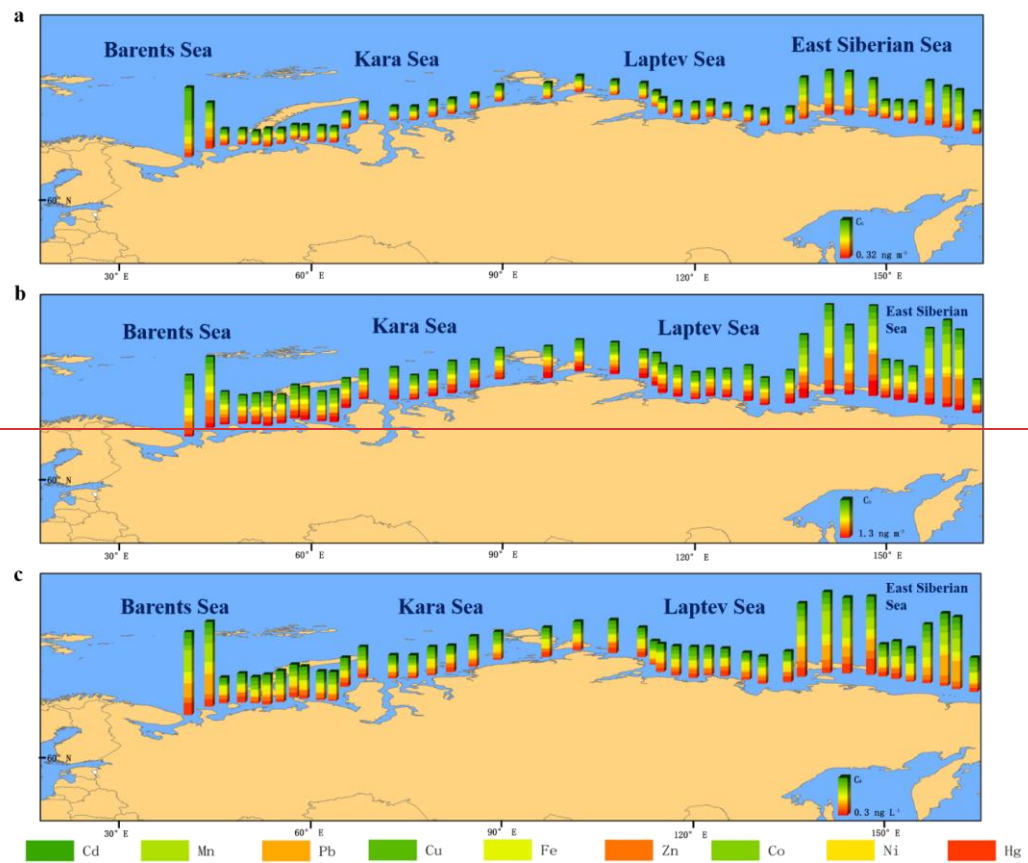 a
Barents Sea
Kara Sea
Laptev Sea
East Siberian Sea
60° N
0.32 ng m⁻³
30° E
60° E
90° E
120° E
150° E
b
Barents Sea
Kara Sea
Laptev Sea
East Siberian
Sea
60° N
1.3 ng m⁻³
30° E
60° E
90° E
120° E
150° E
c
Barents Sea
Kara Sea
Laptev Sea
East Siberian
Sea
60° N
0.3 ng L⁻¹
30° E
60° E
90° E
120° E
150° E
Cd Mn Pb Cu Fe Zn Co Ni Hg